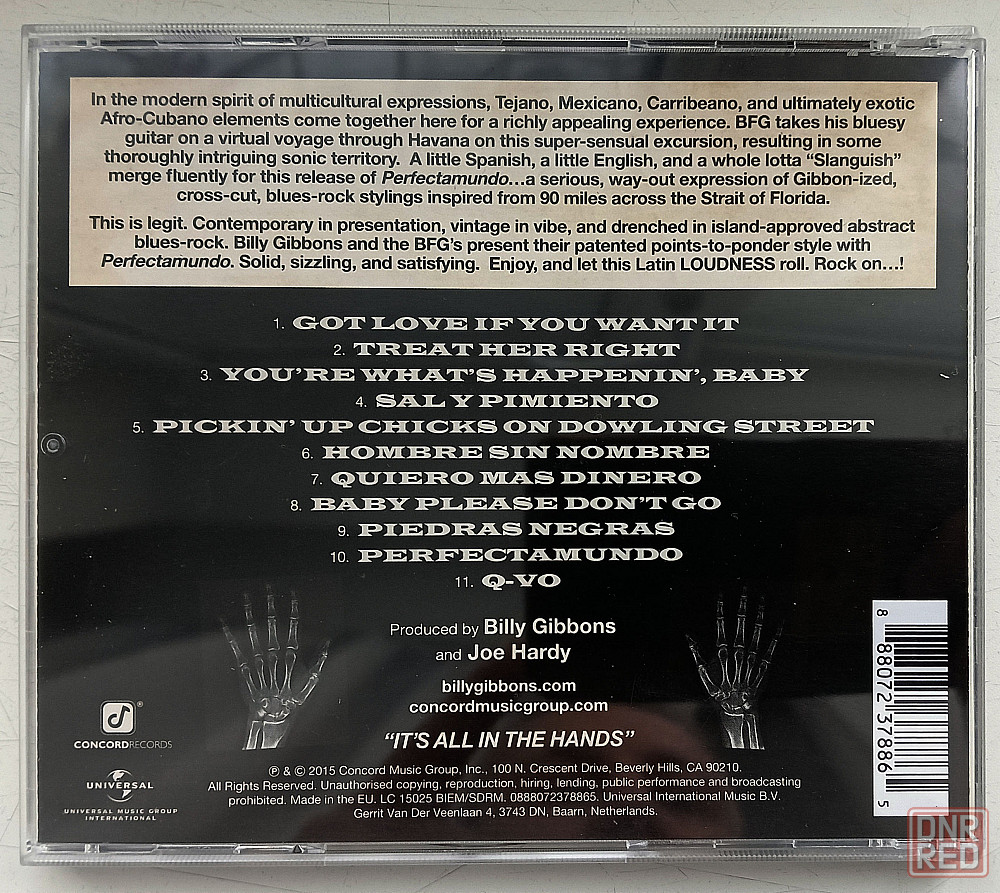 In the modern spirit of multicultural expressions, Tejano, Mexicano, Carribeano, and ultimately exotic
Afro-Cubano elements come together here for a richly appealing experience. BFG takes his bluesy
guitar on a virtual voyage through Havana on this super-sensual excursion, resulting in some
thoroughly intriguing sonic territory. A little Spanish, a little English, and a whole lotta “Slanguish”
merge fluently for this release of Perfectamundo...a serious, way-out expression of Gibbon-ized,
cross-cut, blues-rock stylings inspired from 90 miles across the Strait of Florida.
This is legit. Contemporary in presentation, vintage in vibe, and drenched in island-approved abstract
blues-rock. Billy Gibbons and the BFG's present their patented points-to-ponder style with
Perfectamundo. Solid, sizzling, and satisfying. Enjoy, and let this Latin LOUDNESS roll. Rock on...!
1. GOT LOVE IF YOU WANT IT
2. TREAT HER RIGHT
3. YOU'RE WHAT'S HAPPENIN', BABY
4. SAL Y PIMIENTO
5. PICKIN' UP CHICKS ON DOWLING STREET
6. HOMBRE SIN NOMBRE
7. QUIERO MAS DINERO
8. BABY PLEASE DON'T GO
9. PIEDRAS NEGRAS
10. PERFECTAMUNDO
11. Q-VO
Produced by Billy Gibbons
and Joe Hardy
billygibbons.com
concordmusicgroup.com
“IT'S ALL IN THE HANDS”
℗ & © 2015 Concord Music Group, Inc., 100 N. Crescent Drive, Beverly Hills, CA 90210.
All Rights Reserved. Unauthorised copying, reproduction, hiring, lending, public performance and broadcasting
prohibited. Made in the EU. LC 15025 BIEM/SDRM. 0888072378865. Universal International Music B.V.
Gerrit Van Der Veenlaan 4, 3743 DN, Baarn, Netherlands.
®
CONCORD RECORDS
UNIVERSAL
UNIVERSAL MUSIC GROUP
INTERNATIONAL
8 88072 37886 5
DNR
RED